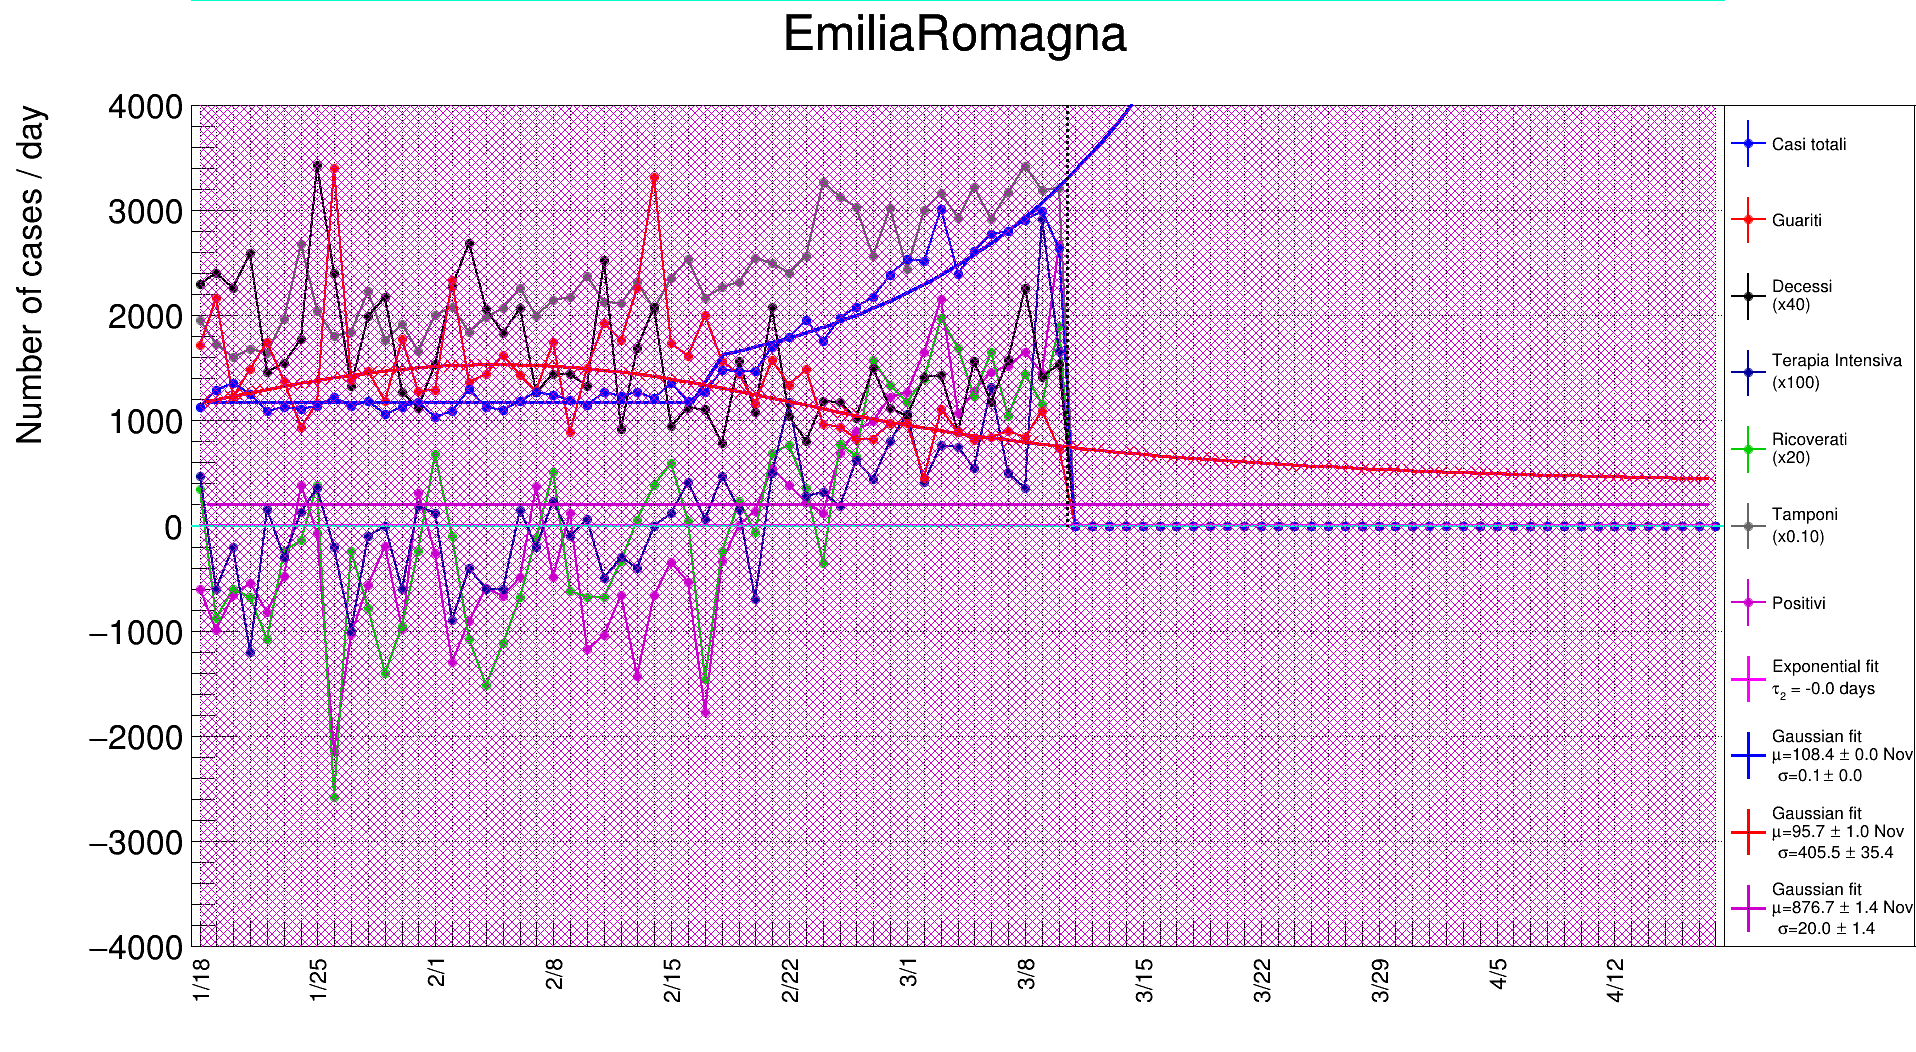 EmiliaRomagna
Number of cases / day
4000
3000
2000
1000
0
−1000
−2000
−3000
−4000
1/18
1/25
2/1
2/8
2/15
2/22
3/1
3/8
3/15
3/22
3/29
4/5
4/12
Casi totali
Guariti
Decessi
(x40)
Terapia Intensiva
(x100)
Ricoverati
(x20)
Tamponi
(x0.10)
Positivi
Exponential fit
τ2 = -0.0 days
Gaussian fit
μ=108.4 ± 0.0 Nov
σ=0.1 ± 0.0
Gaussian fit
μ=95.7 ± 1.0 Nov
σ=405.5 ± 35.4
Gaussian fit
μ=876.7 ± 1.4 Nov
σ=20.0 ± 1.4